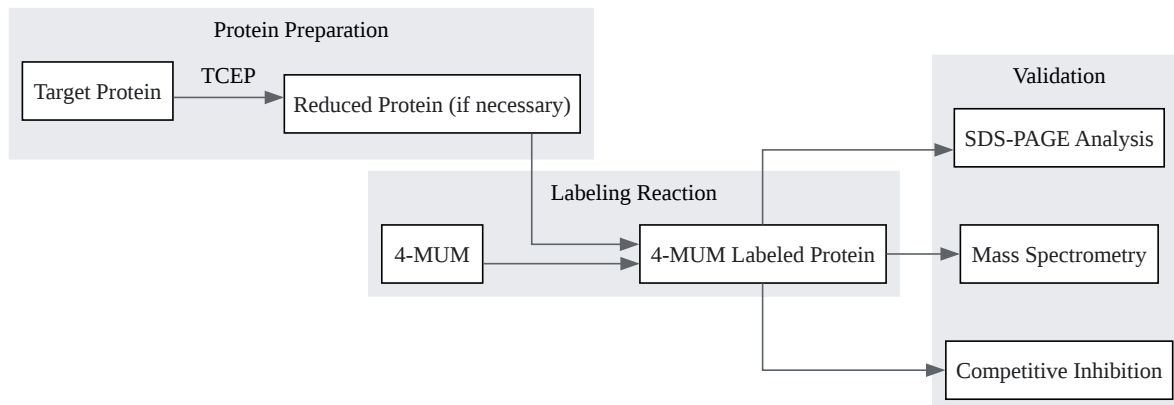 Protein Preparation
Target Protein
TCEP
Reduced Protein (if necessary)
Labeling Reaction
4-MUM
4-MUM Labeled Protein
Validation
SDS-PAGE Analysis
Mass Spectrometry
Competitive Inhibition